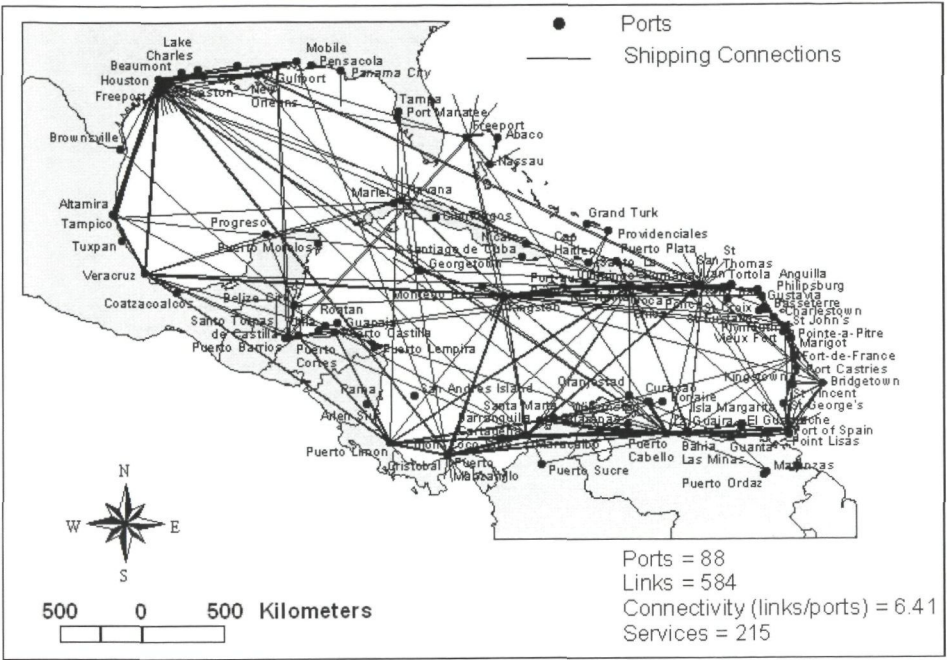 Ports
Shipping Connections
Lake
Charles
Mobile
Beaumont
Pensacola
Houston
Panama City
Gulfport
Freeport
New
Orleans
Tampa
Port Manatee
Freeport
Abaco
Brownsville
Nassau
Mariel
Havana
Altamira
Tampico
Progreso
Grand Turk
Tuxpan
Puerto Morelos
Providenciales
Cap
Haitien
Puerto Plata
Santiago de Cuba
St
Thomas
Veracruz
Georgetown
Tortola
Anguilla
Philipsburg
Coatzacoalcos
Belize City
Gustavia
Basseterre
Roatan
Charlestown
Santo Tomas
de Castilla
St John's
Puerto Castilla
Vieux Fort
Pointe-a-Pitre
Puerto Barrios
Puerto
Cortes
Puerto Lempira
Marigot
Fort-de-France
Port Castries
Kingstown
Bridgetown
Rama
San Andres Island
Oranjestad
Curacao
Bonaire
St Vincent
St George's
Santa Marta
Isla Margarita
Arlen Siu
Barranquilla
La Guaira
Cartagena
Port of Spain
Puerto Limon
Maracaibo
Puerto
Cabello
Bahia
Las Minas
Guanta
Point Lisas
Cristobal
Puerto
Manzanillo
Puerto Sucre
Matanzas
Puerto Ordaz
N
W
E
S
500 0 500 Kilometers
Ports = 88
Links = 584
Connectivity (links/ports) = 6.41
Services = 215